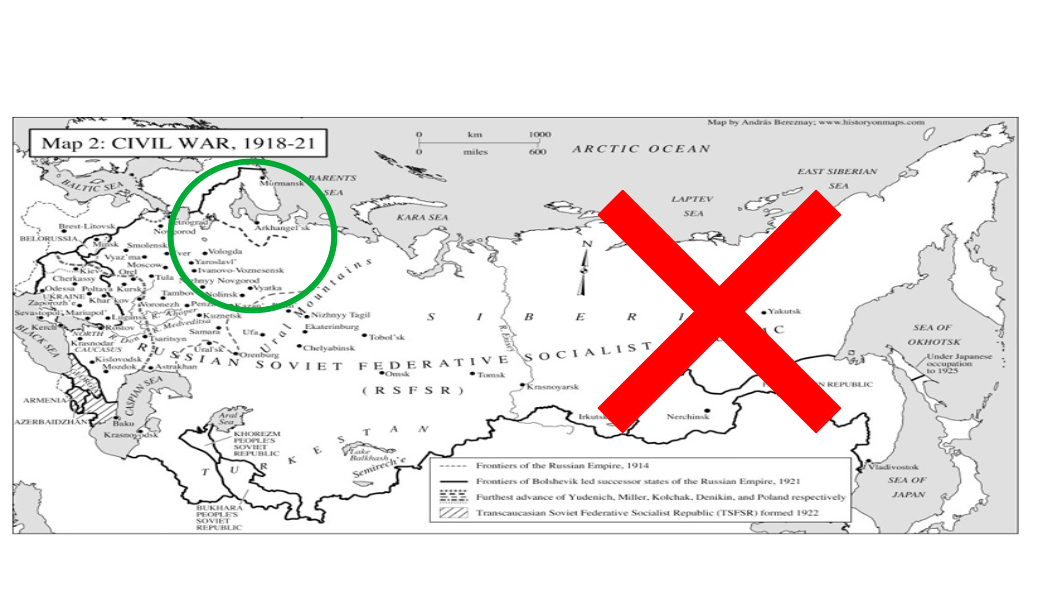 Map by András Bereznay; www.historyonmaps.com
Map 2: CIVIL WAR, 1918-21
0 km 1000
0 miles 600
ARCTIC OCEAN
EAST SIBERIAN
SEA
LAPTEV
SEA
KARA SEA
BARENTS
SEA
BALTIC SEA
Murmansk
Arkhangel'sk
Petrograd
Novgorod
Brest-Litovsk
BELORUSSIA
Minsk
Smolensk
Vyaz'ma
Moscow
Tver
Vologda
Yaroslavl'
Ivanovo-Voznesensk
Nizhny Novgorod
Vyatka
Kiev
Cherkassy
Orel
Tula
Odessa
Poltava
Kursk
Tambov
Nolinsk
UKRAINE
Khar'kov
Voronezh
Penza
Kazan'
Zaporozh'e
Sevastopol'
Mariupol'
Lugansk
R. Khoper
Kuznetsk
Kerch
Rostov
R. Don
R. Medveditsa
Samara
Ufa
Nizhnyy Tagil
Ekaterinburg
Chelyabinsk
Tobol'sk
Ural Mountains
BLACK SEA
NORTH
CAUCASUS
Krasnodar
Tsaritsyn
Ural'sk
Orenburg
Kislovodsk
Mozdok
Astrakhan
ARMENIA
AZERBAIDZHAN
Baku
CASPIAN SEA
Krasnovodsk
Aral
Sea
N
SIBERI
RUSSIAN SOVIET FEDERATIVE SOCIALIST
(RSFSR)
Omsk
Tomsk
Krasnoyarsk
Yakutsk
Nerchinsk
REPUBLIC
SEA OF
OKHOTSK
Under Japanese
occupation
to 1925
Vladivostok
SEA OF
JAPAN
KHOREZM
PEOPLE'S
SOVIET
REPUBLIC
TURKESTAN
Lake
Balkhash
Semirech'e
BUKHARA
PEOPLE'S
SOVIET
REPUBLIC
Frontiers of the Russian Empire, 1914
Frontiers of Bolshevik led successor states of the Russian Empire, 1921
Furthest advance of Yudenich, Miller, Kolchak, Denikin, and Poland respectively
Transcaucasian Soviet Federative Socialist Republic (TSFSR) formed 1922